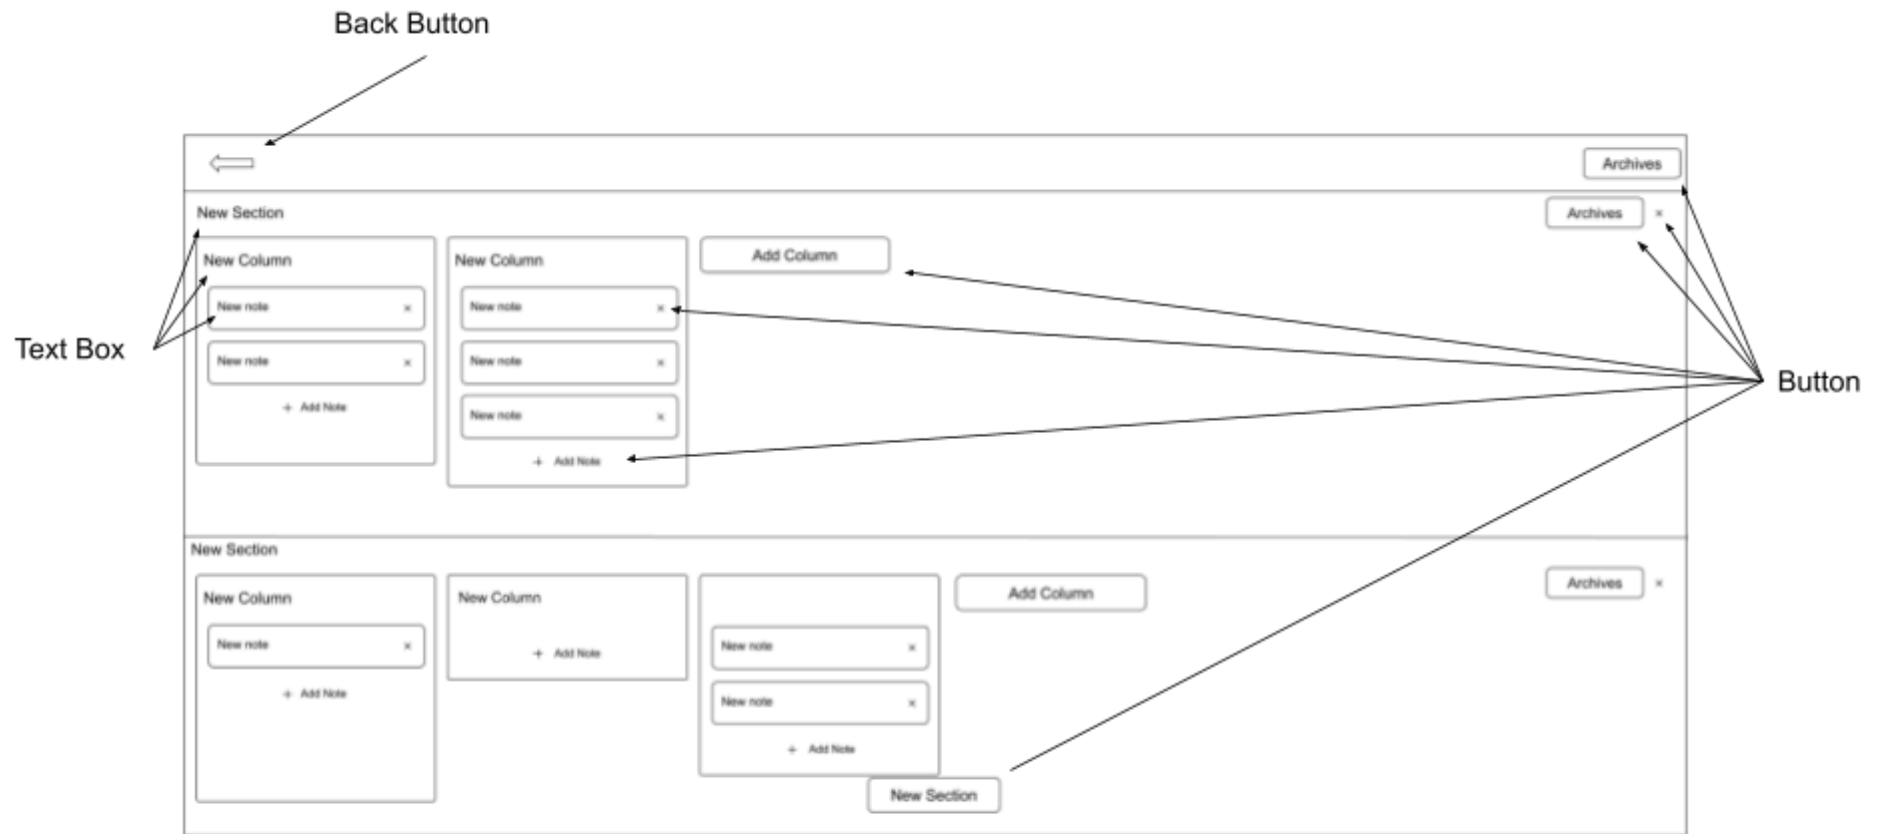 Back Button
Archives
New Section
Archives ×
New Column
New note ×
New note ×
+ Add Note
New Column
New note ×
New note ×
New note ×
+ Add Note
Add Column
Text Box
Button
New Section
Archives ×
New Column
New note ×
+ Add Note
New Column
+ Add Note
New note ×
New note ×
+ Add Note
Add Column
New Section